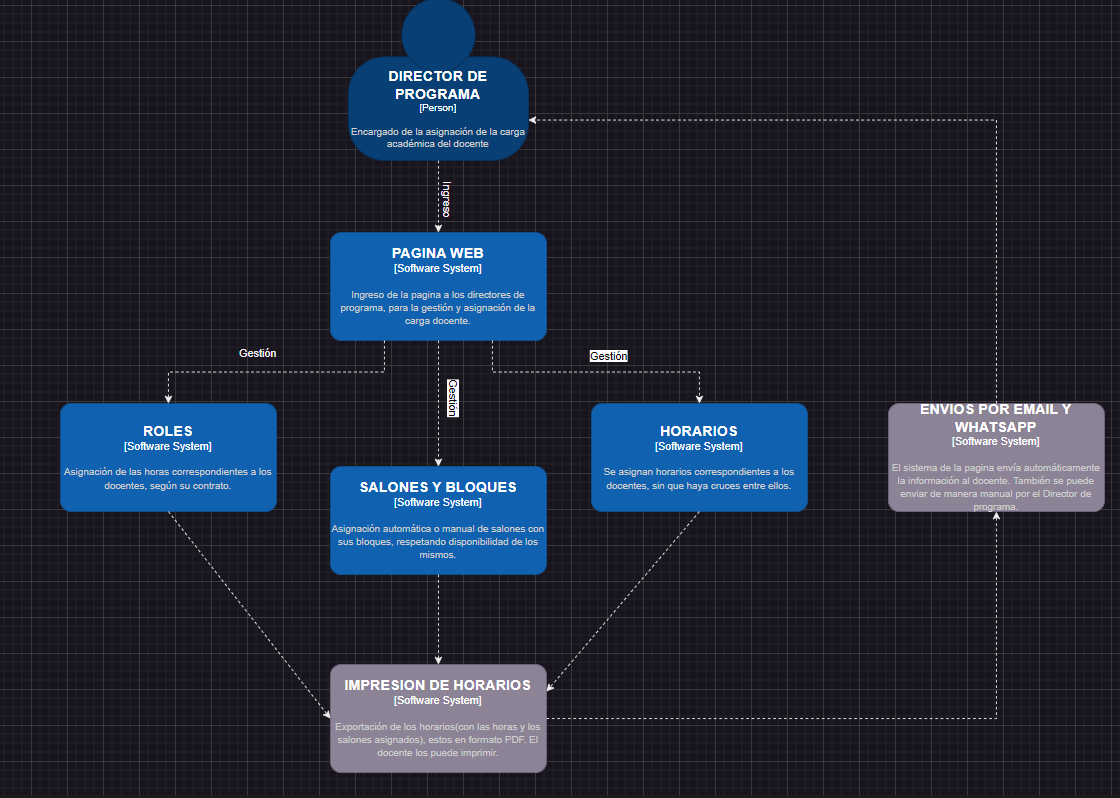 DIRECTOR DE
PROGRAMA
[Person]
Encargado de la asignación de la carga
académica del docente
Ingreso
PAGINA WEB
[Software System]
Ingreso de la pagina a los directores de
programa, para la gestión y asignación de la
carga docente.
Gestión
Gestión
Gestión
ROLES
[Software System]
Asignación de las horas correspondientes a los
docentes, según su contrato.
SALONES Y BLOQUES
[Software System]
Asignación automática o manual de salones con
sus bloques, respetando disponibilidad de los
mismos.
HORARIOS
[Software System]
Se asignan horarios correspondientes a los
docentes, sin que haya cruces entre ellos.
ENVIOS POR EMAIL Y
WHATSAPP
[Software System]
El sistema de la pagina envía automáticamente
la información al docente. También se puede
enviar de manera manual por el Director de
programa.
IMPRESION DE HORARIOS
[Software System]
Exportación de los horarios(con las horas y los
salones asignados), estos en formato PDF. El
docente los puede imprimir.